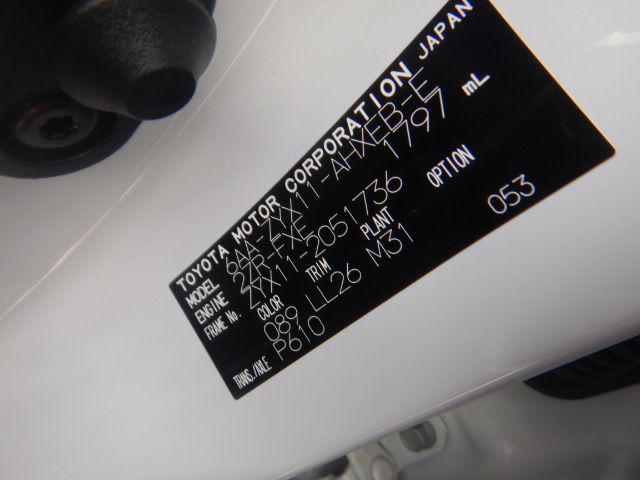 TOYOTA MOTOR CORPORATION JAPAN
MODEL 6AA-ZYX11-AHXEB-E
ENGINE 2ZR-FXE 1797 mL
FRAME No. ZYX11-2051736
COLOR TRIM PLANT OPTION
089 LL26 M31 053
TRANS./AXLE P610